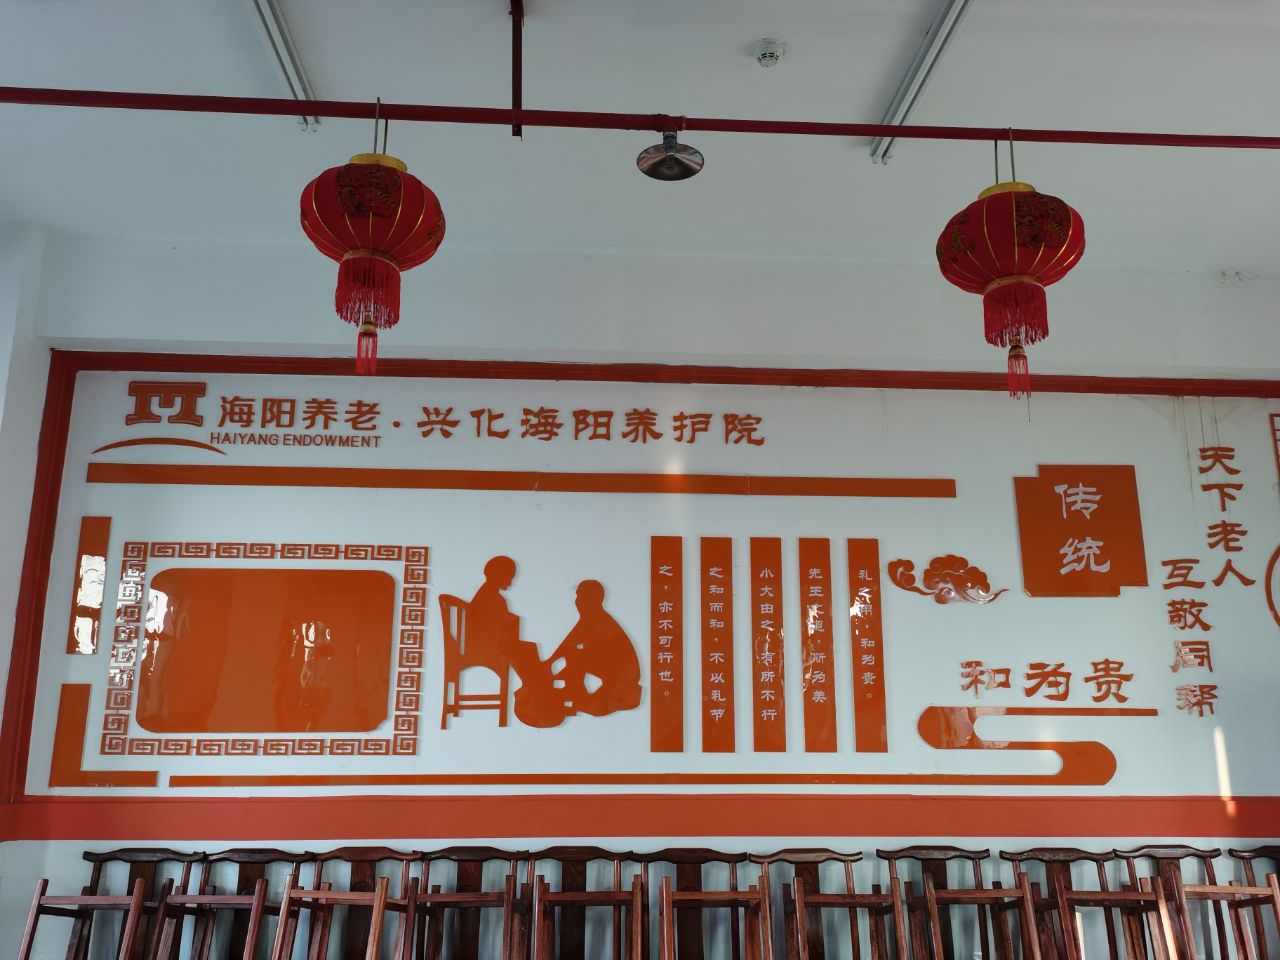 海阳养老·兴化海阳养护院
HAIYANG ENDOWMENT
传统
天下老人
互敬同帮
和为贵
礼之用，和为贵。
先王之道，斯为美
小大由之，有所不行
之和而和，不以礼节
之，亦不可行也。